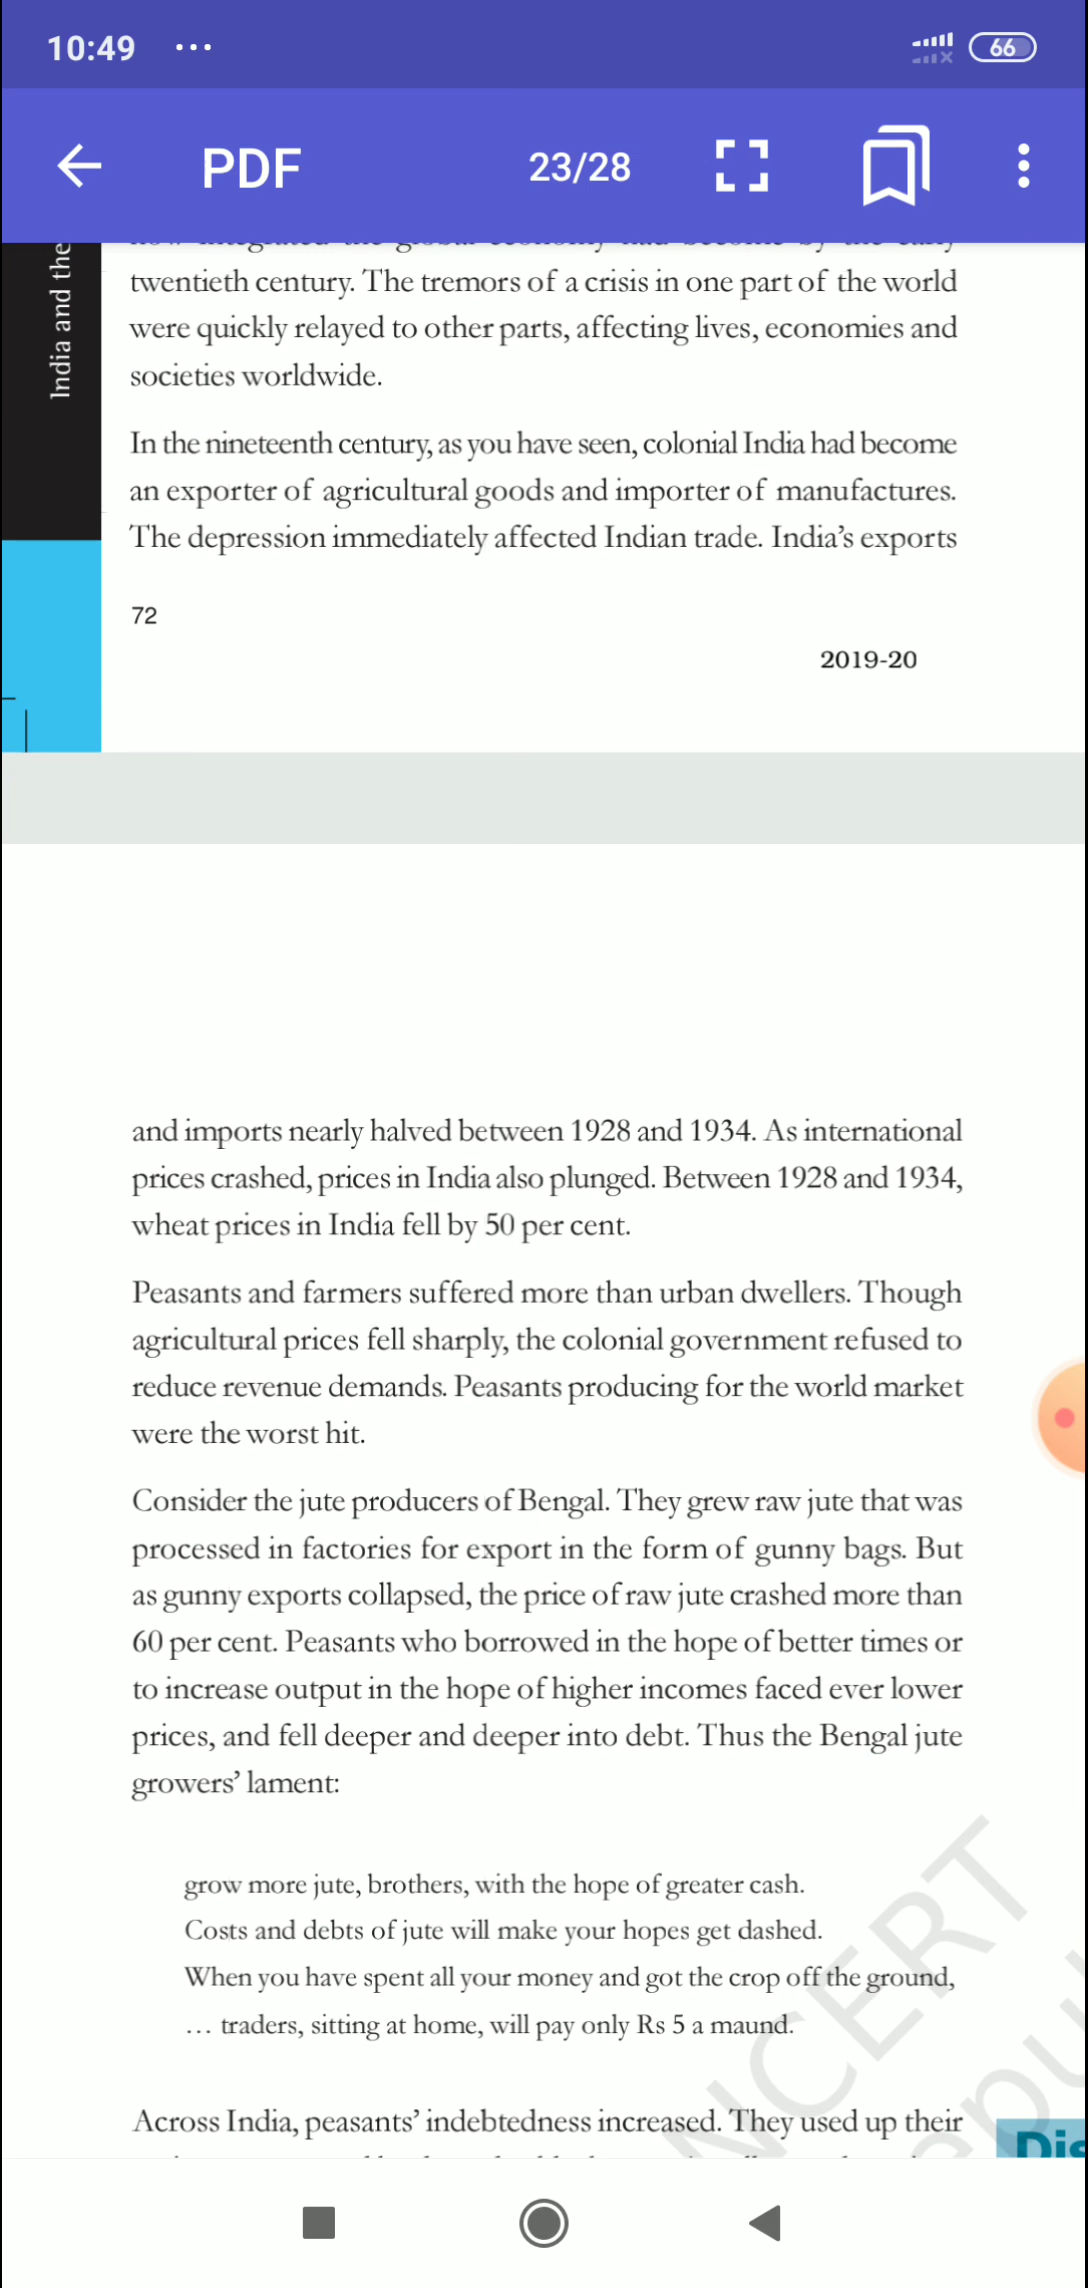 10:49 ...
66
PDF 23/28
India and the
twentieth century. The tremors of a crisis in one part of the world
were quickly relayed to other parts, affecting lives, economies and
societies worldwide.
In the nineteenth century, as you have seen, colonial India had become
an exporter of agricultural goods and importer of manufactures.
The depression immediately affected Indian trade. India’s exports
72
2019-20
and imports nearly halved between 1928 and 1934. As international
prices crashed, prices in India also plunged. Between 1928 and 1934,
wheat prices in India fell by 50 per cent.
Peasants and farmers suffered more than urban dwellers. Though
agricultural prices fell sharply, the colonial government refused to
reduce revenue demands. Peasants producing for the world market
were the worst hit.
Consider the jute producers of Bengal. They grew raw jute that was
processed in factories for export in the form of gunny bags. But
as gunny exports collapsed, the price of raw jute crashed more than
60 per cent. Peasants who borrowed in the hope of better times or
to increase output in the hope of higher incomes faced ever lower
prices, and fell deeper and deeper into debt. Thus the Bengal jute
growers’ lament:
grow more jute, brothers, with the hope of greater cash.
Costs and debts of jute will make your hopes get dashed.
When you have spent all your money and got the crop off the ground,
… traders, sitting at home, will pay only Rs 5 a maund.
Across India, peasants’ indebtedness increased. They used up their
NCERT
Dis